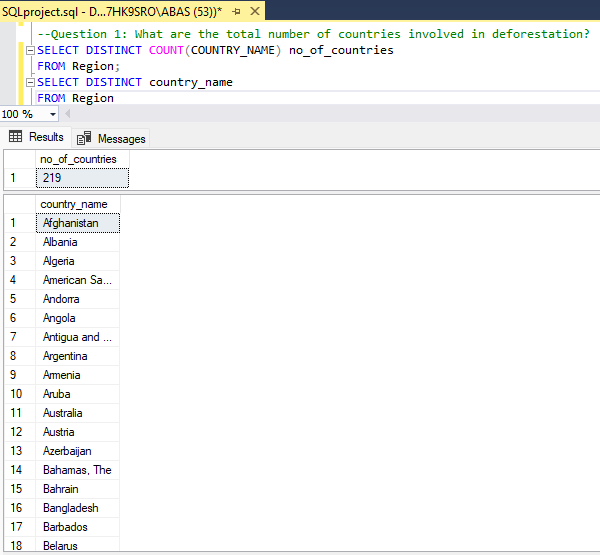 SQLproject.sql - D...7HK9SRO\ABAS (53))*
--Question 1: What are the total number of countries involved in deforestation?
SELECT DISTINCT COUNT(COUNTRY_NAME) no_of_countries
FROM Region;
SELECT DISTINCT country_name
FROM Region
100 %
Results Messages
no_of_countries
1 219
country_name
1 Afghanistan
2 Albania
3 Algeria
4 American Sa...
5 Andorra
6 Angola
7 Antigua and ...
8 Argentina
9 Armenia
10 Aruba
11 Australia
12 Austria
13 Azerbaijan
14 Bahamas, The
15 Bahrain
16 Bangladesh
17 Barbados
18 Belarus